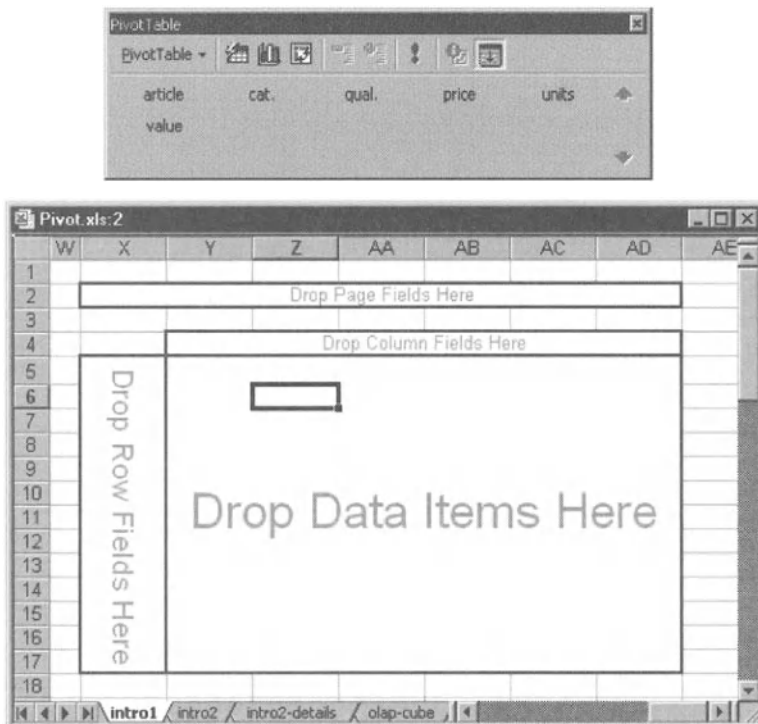 PivotTable
PivotTable
article cat. qual. price units
value
Pivot.xls:2
W X Y Z AA AB AC AD AE
1
2 Drop Page Fields Here
3
4 Drop Column Fields Here
5
6
7
8
9
10
11
12
13
14
15
16
17
18
Drop Row Fields Here
Drop Data Items Here
intro1 intro2 intro2-details olap-cube